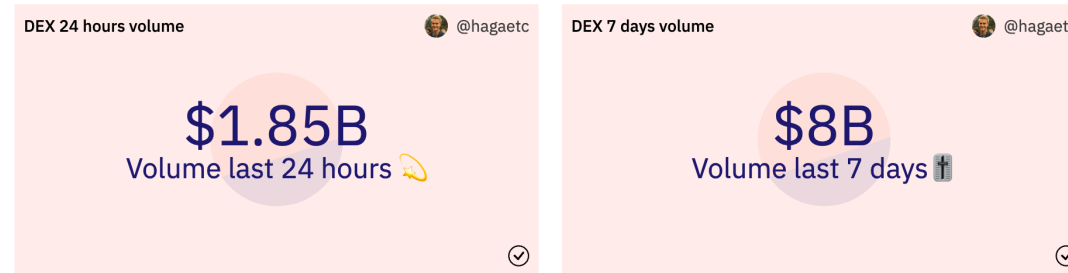 DEX 24 hours volume
@hagaetc
$1.85B
Volume last 24 hours 💫
DEX 7 days volume
@hagaet
$8B
Volume last 7 days 🎚